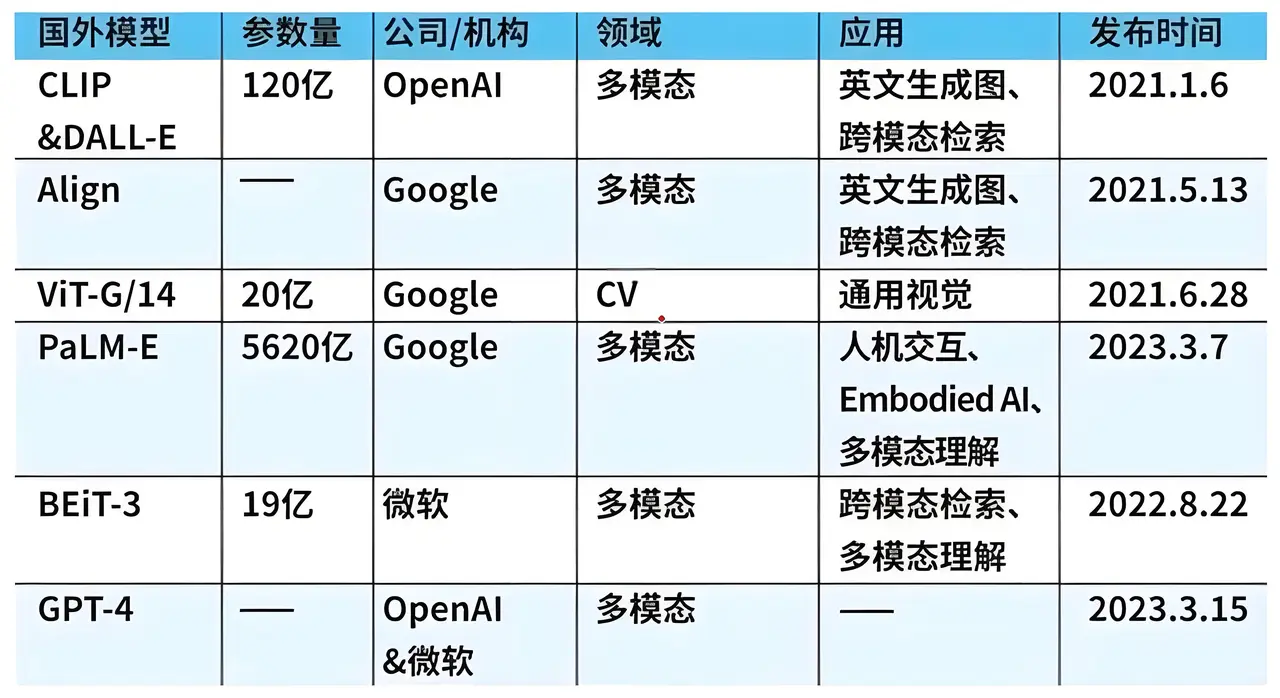 国外模型 参数量 公司/机构 领域 应用 发布时间
CLIP 120亿 OpenAI 多模态 英文生成图、 2021.1.6
&DALL-E 跨模态检索
Align —— Google 多模态 英文生成图、 2021.5.13
跨模态检索
ViT-G/14 20亿 Google CV 通用视觉 2021.6.28
PaLM-E 5620亿 Google 多模态 人机交互、 2023.3.7
Embodied AI、
多模态理解
BEiT-3 19亿 微软 多模态 跨模态检索、 2022.8.22
多模态理解
GPT-4 —— OpenAI 多模态 —— 2023.3.15
&微软